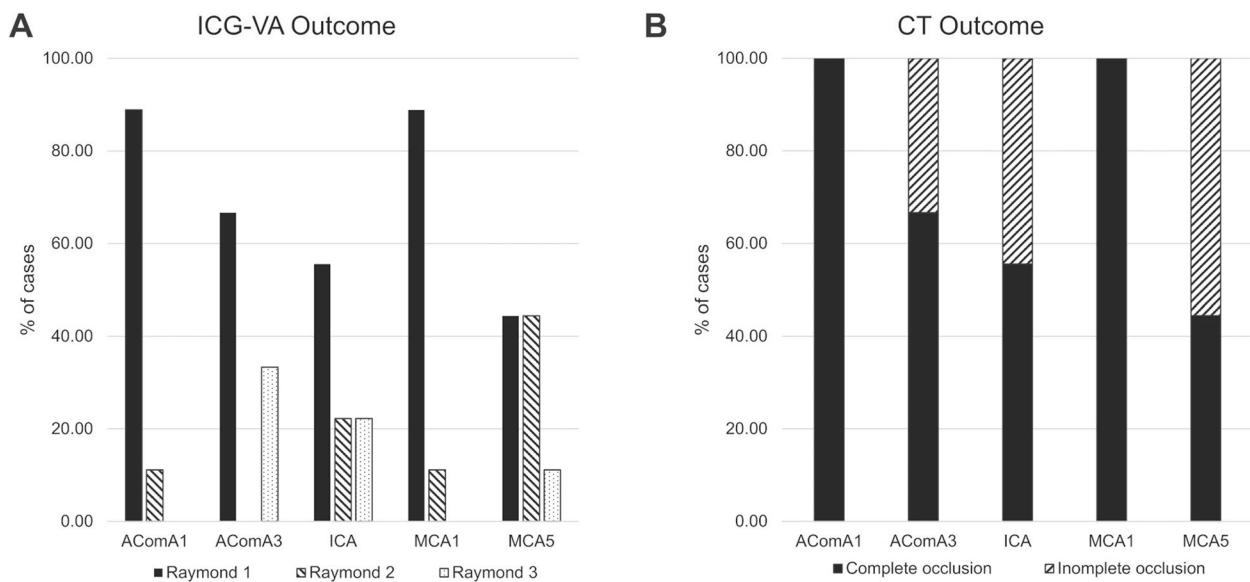 A
ICG-VA Outcome
100.00
80.00
60.00
40.00
20.00
0.00
% of cases
AComA1 AComA3 ICA MCA1 MCA5
Raymond 1 Raymond 2 Raymond 3
B
CT Outcome
100.00
80.00
60.00
40.00
20.00
0.00
% of cases
AComA1 AComA3 ICA MCA1 MCA5
Complete occlusion Inomplete occlusion